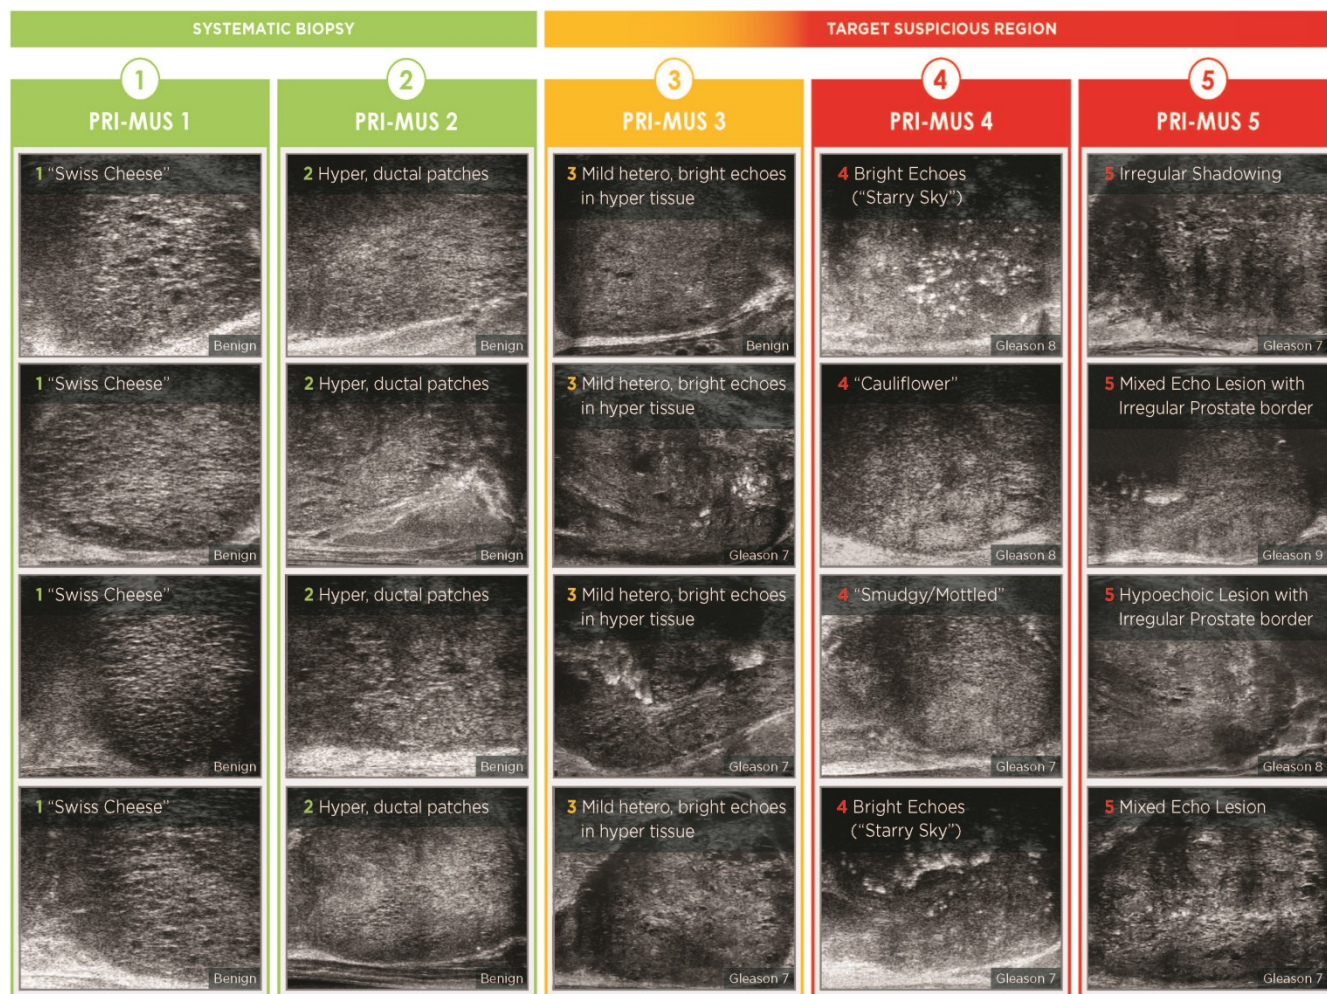 SYSTEMATIC BIOPSY
TARGET SUSPICIOUS REGION
1
PRI-MUS 1
2
PRI-MUS 2
3
PRI-MUS 3
4
PRI-MUS 4
5
PRI-MUS 5
1 “Swiss Cheese”
Benign
2 Hyper, ductal patches
Benign
3 Mild hetero, bright echoes
in hyper tissue
Benign
4 Bright Echoes
(“Starry Sky”)
Gleason 8
5 Irregular Shadowing
Gleason 7
1 “Swiss Cheese”
Benign
2 Hyper, ductal patches
Benign
3 Mild hetero, bright echoes
in hyper tissue
Gleason 7
4 “Cauliflower”
Gleason 8
5 Mixed Echo Lesion with
Irregular Prostate border
Gleason 9
1 “Swiss Cheese”
Benign
2 Hyper, ductal patches
Benign
3 Mild hetero, bright echoes
in hyper tissue
Gleason 7
4 “Smudgy/Mottled”
Gleason 7
5 Hypoechoic Lesion with
Irregular Prostate border
Gleason 8
1 “Swiss Cheese”
Benign
2 Hyper, ductal patches
Benign
3 Mild hetero, bright echoes
in hyper tissue
Gleason 7
4 Bright Echoes
(“Starry Sky”)
Gleason 7
5 Mixed Echo Lesion
Gleason 7